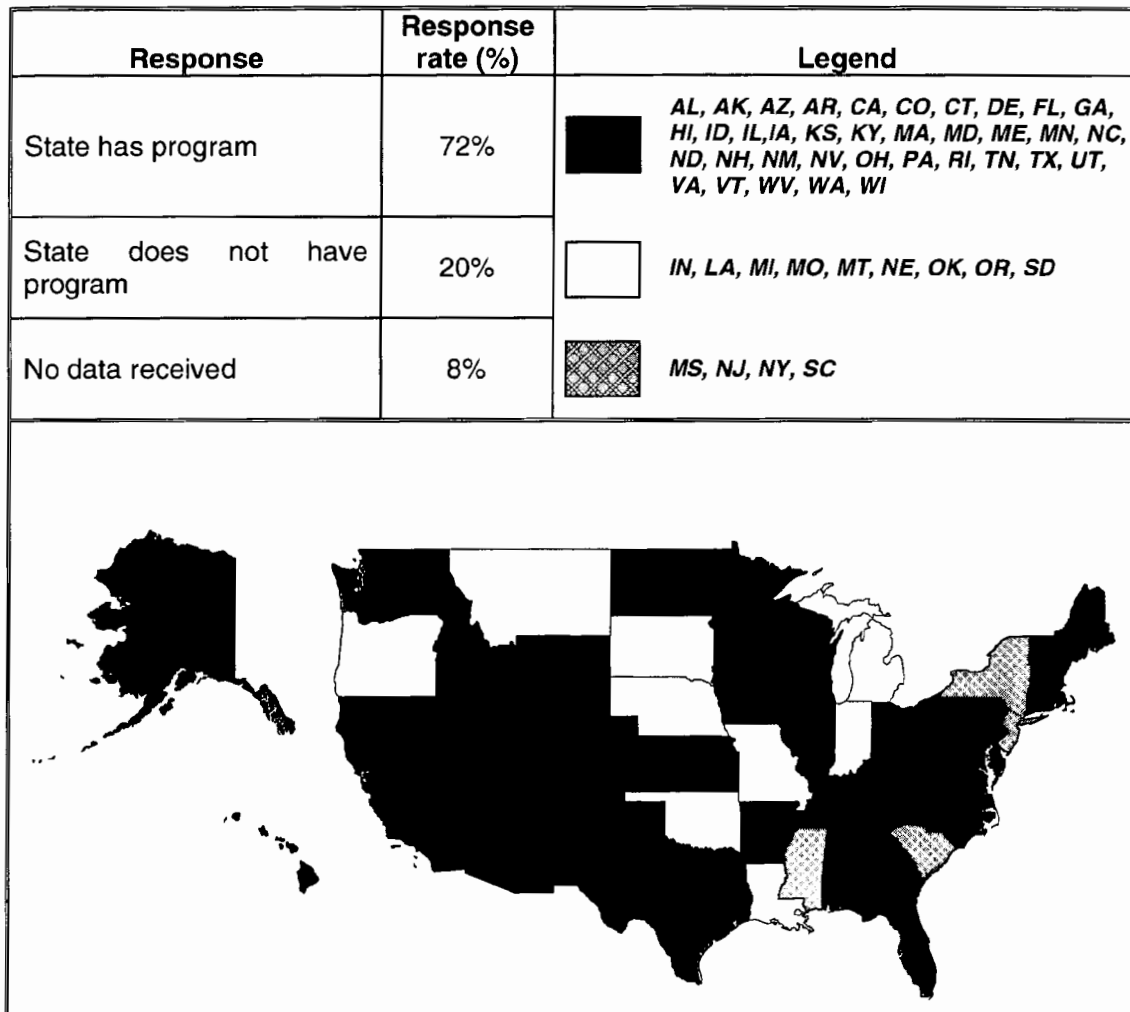 Response
Response rate (%)
Legend
State has program
72%
AL, AK, AZ, AR, CA, CO, CT, DE, FL, GA,
HI, ID, IL,IA, KS, KY, MA, MD, ME, MN, NC,
ND, NH, NM, NV, OH, PA, RI, TN, TX, UT,
VA, VT, WV, WA, WI
State does not have
program
20%
IN, LA, MI, MO, MT, NE, OK, OR, SD
No data received
8%
MS, NJ, NY, SC